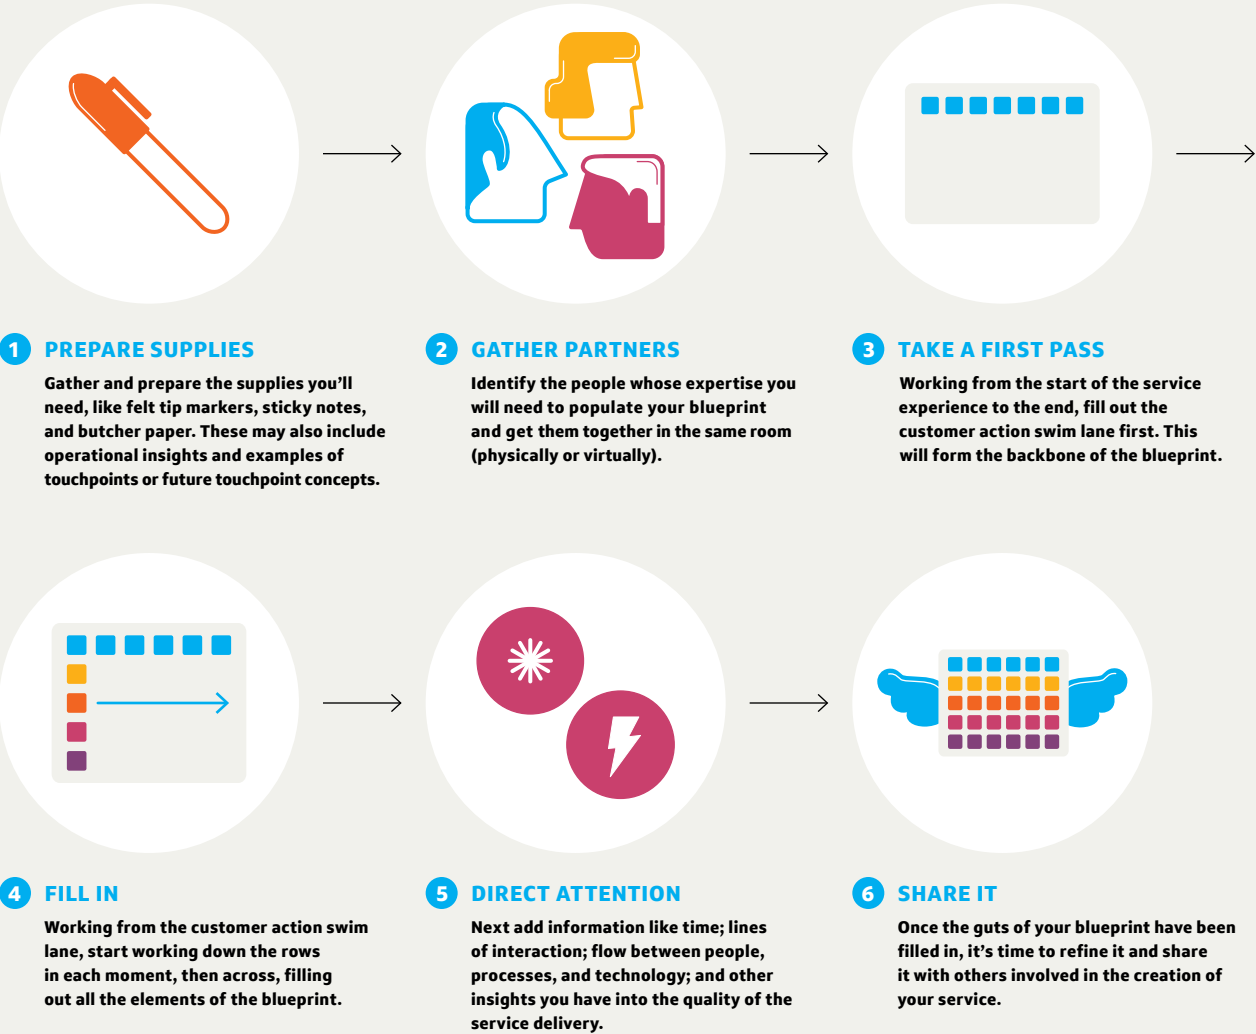 1 PREPARE SUPPLIES
Gather and prepare the supplies you’ll
need, like felt tip markers, sticky notes,
and butcher paper. These may also include
operational insights and examples of
touchpoints or future touchpoint concepts.
2 GATHER PARTNERS
Identify the people whose expertise you
will need to populate your blueprint
and get them together in the same room
(physically or virtually).
3 TAKE A FIRST PASS
Working from the start of the service
experience to the end, fill out the
customer action swim lane first. This
will form the backbone of the blueprint.
4 FILL IN
Working from the customer action swim
lane, start working down the rows
in each moment, then across, filling
out all the elements of the blueprint.
5 DIRECT ATTENTION
Next add information like time; lines
of interaction; flow between people,
processes, and technology; and other
insights you have into the quality of the
service delivery.
6 SHARE IT
Once the guts of your blueprint have been
filled in, it’s time to refine it and share
it with others involved in the creation of
your service.